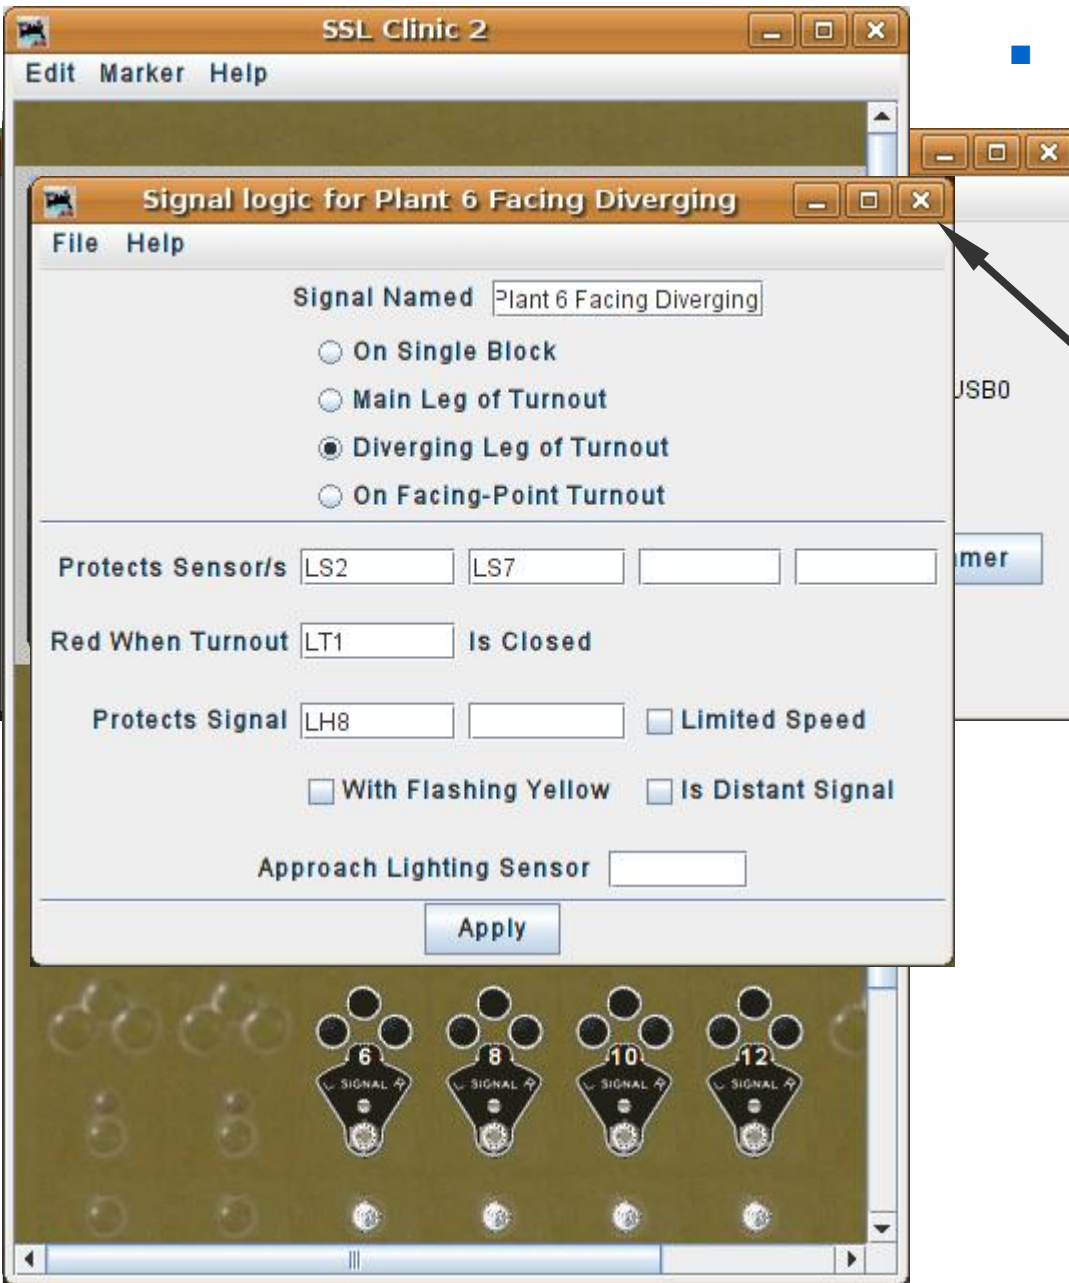 SSL Clinic 2
Edit Marker Help
Signal logic for Plant 6 Facing Diverging
File Help
Signal Named Plant 6 Facing Diverging
On Single Block
Main Leg of Turnout
JSB0
Diverging Leg of Turnout
On Facing-Point Turnout
Protects Sensor/s LS2 LS7
mer
Red When Turnout LT1 Is Closed
Protects Signal LH8 Limited Speed
With Flashing Yellow Is Distant Signal
Approach Lighting Sensor
Apply
6 8 10 12
L SIGNAL R L SIGNAL R L SIGNAL R L SIGNAL R